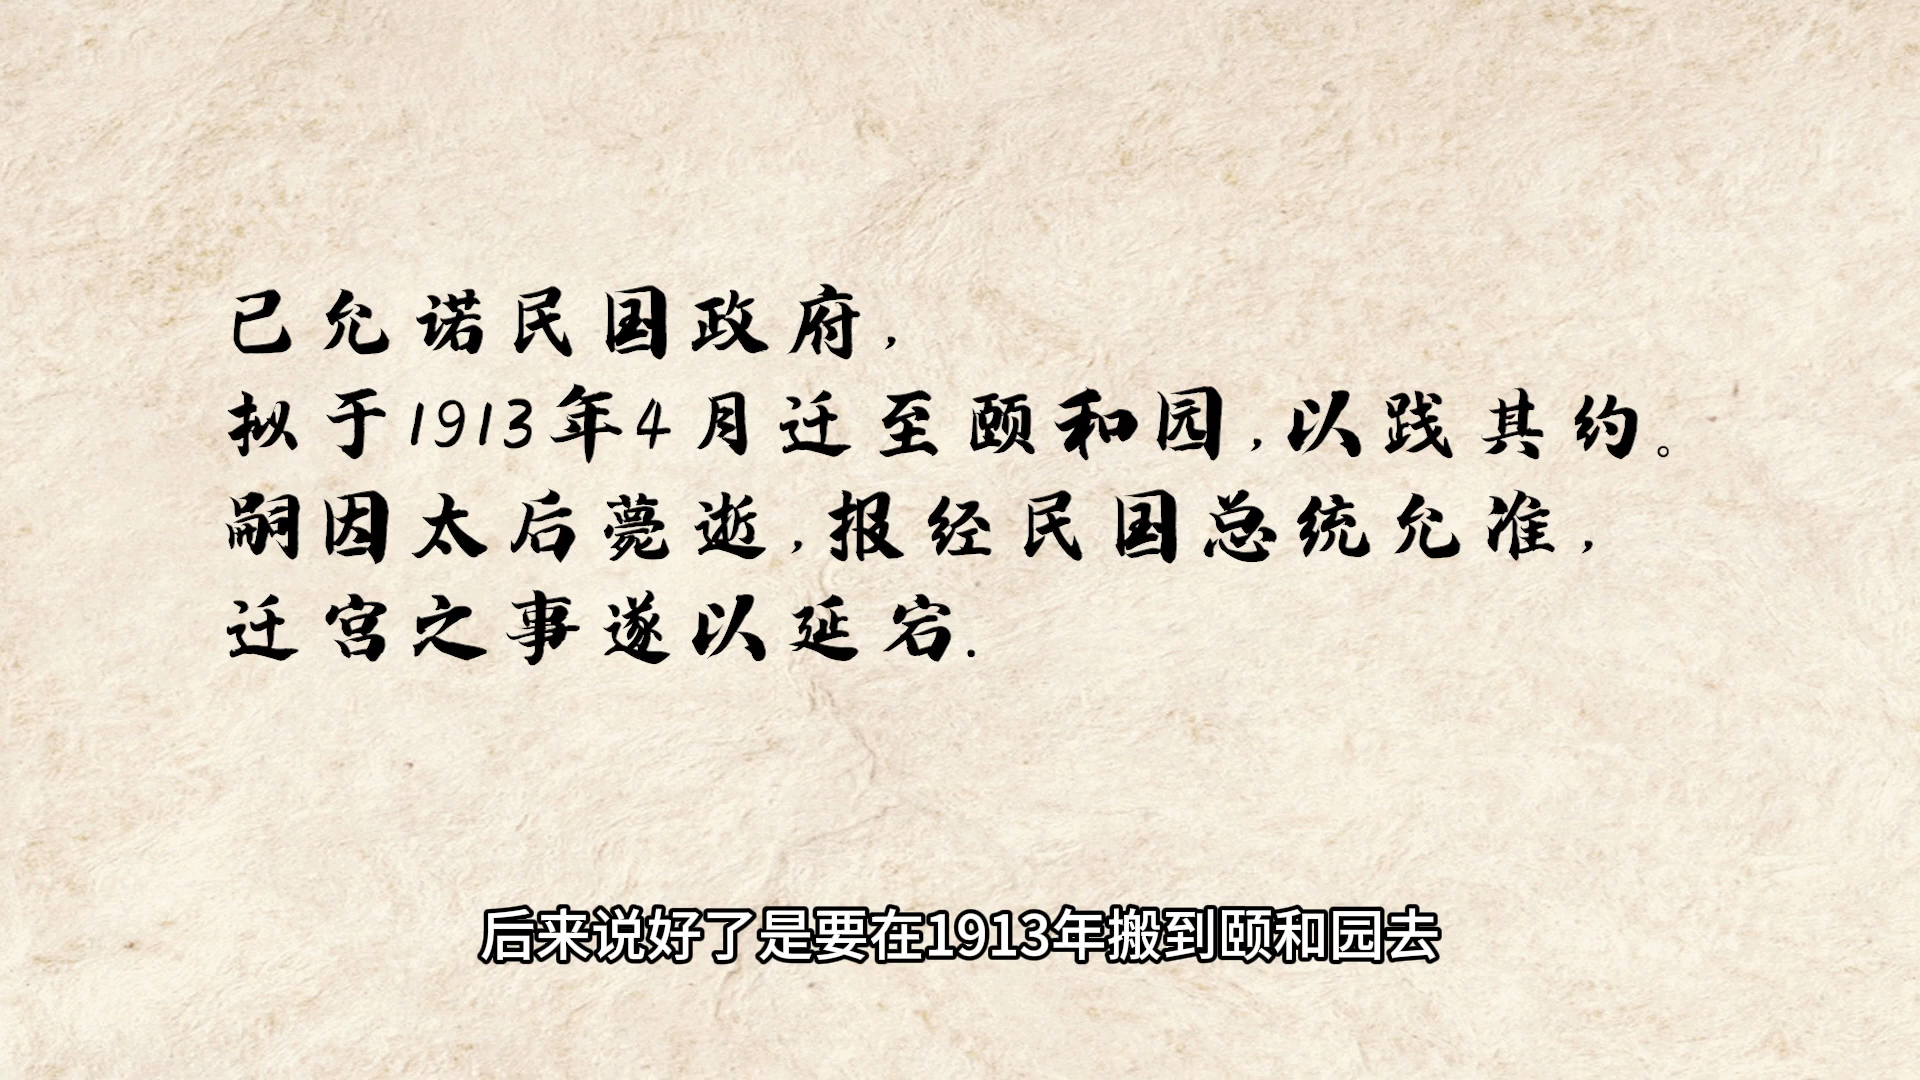 已允诺民国政府,
拟于1913年4月迁至颐和园,以践其约。
嗣因太后薨逝,报经民国总统允准,
迁宫之事遂以延宕.
后来说好了是要在1913年搬到颐和园去